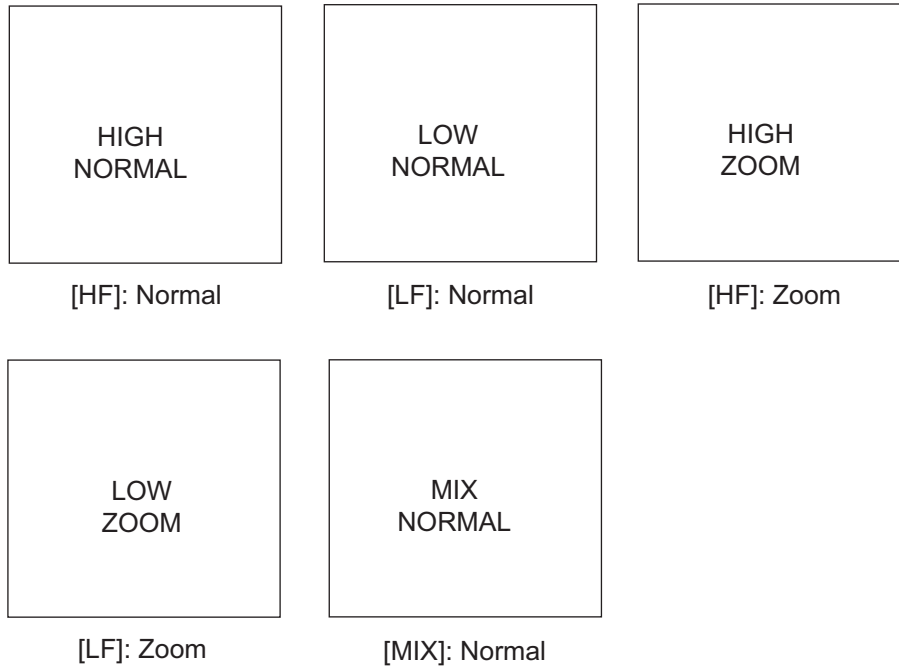 HIGH
NORMAL
[HF]: Normal
LOW
NORMAL
[LF]: Normal
HIGH
ZOOM
[HF]: Zoom
LOW
ZOOM
[LF]: Zoom
MIX
NORMAL
[MIX]: Normal